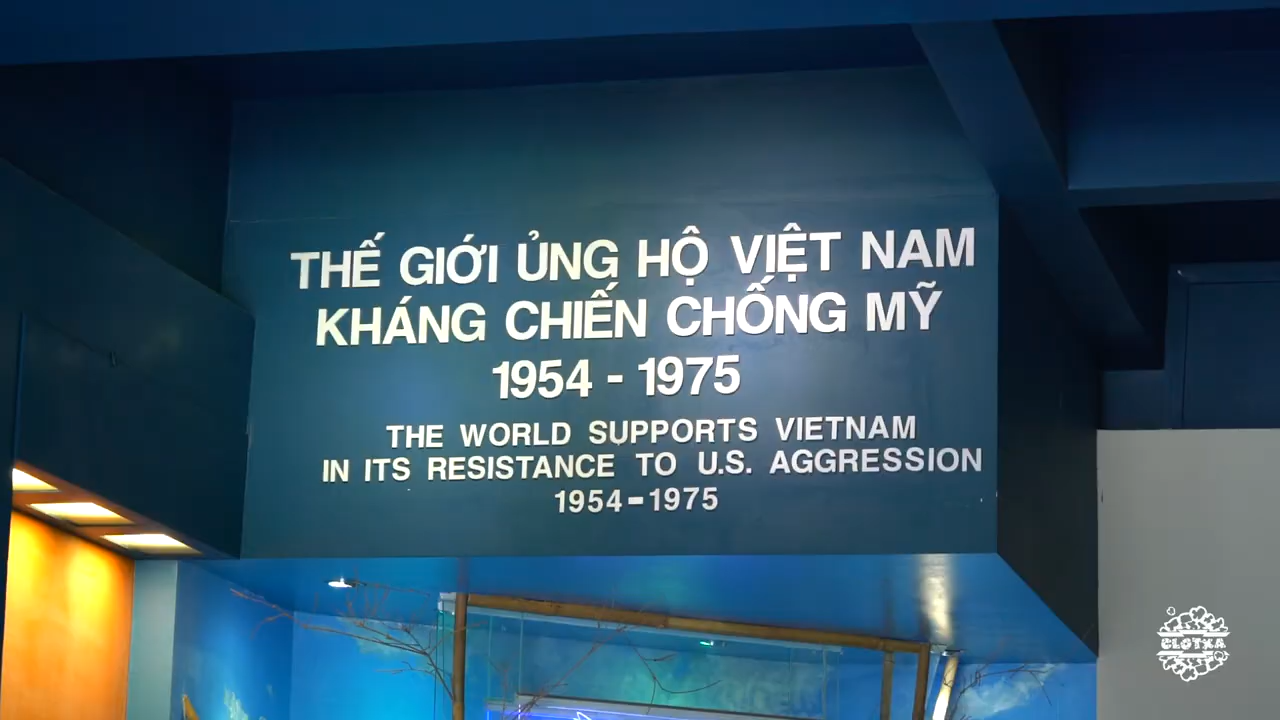 THẾ GIỚI ỦNG HỘ VIỆT NAM
KHÁNG CHIẾN CHỐNG MỸ
1954 - 1975
THE WORLD SUPPORTS VIETNAM
IN ITS RESISTANCE TO U.S. AGGRESSION
1954-1975
CLOTXA